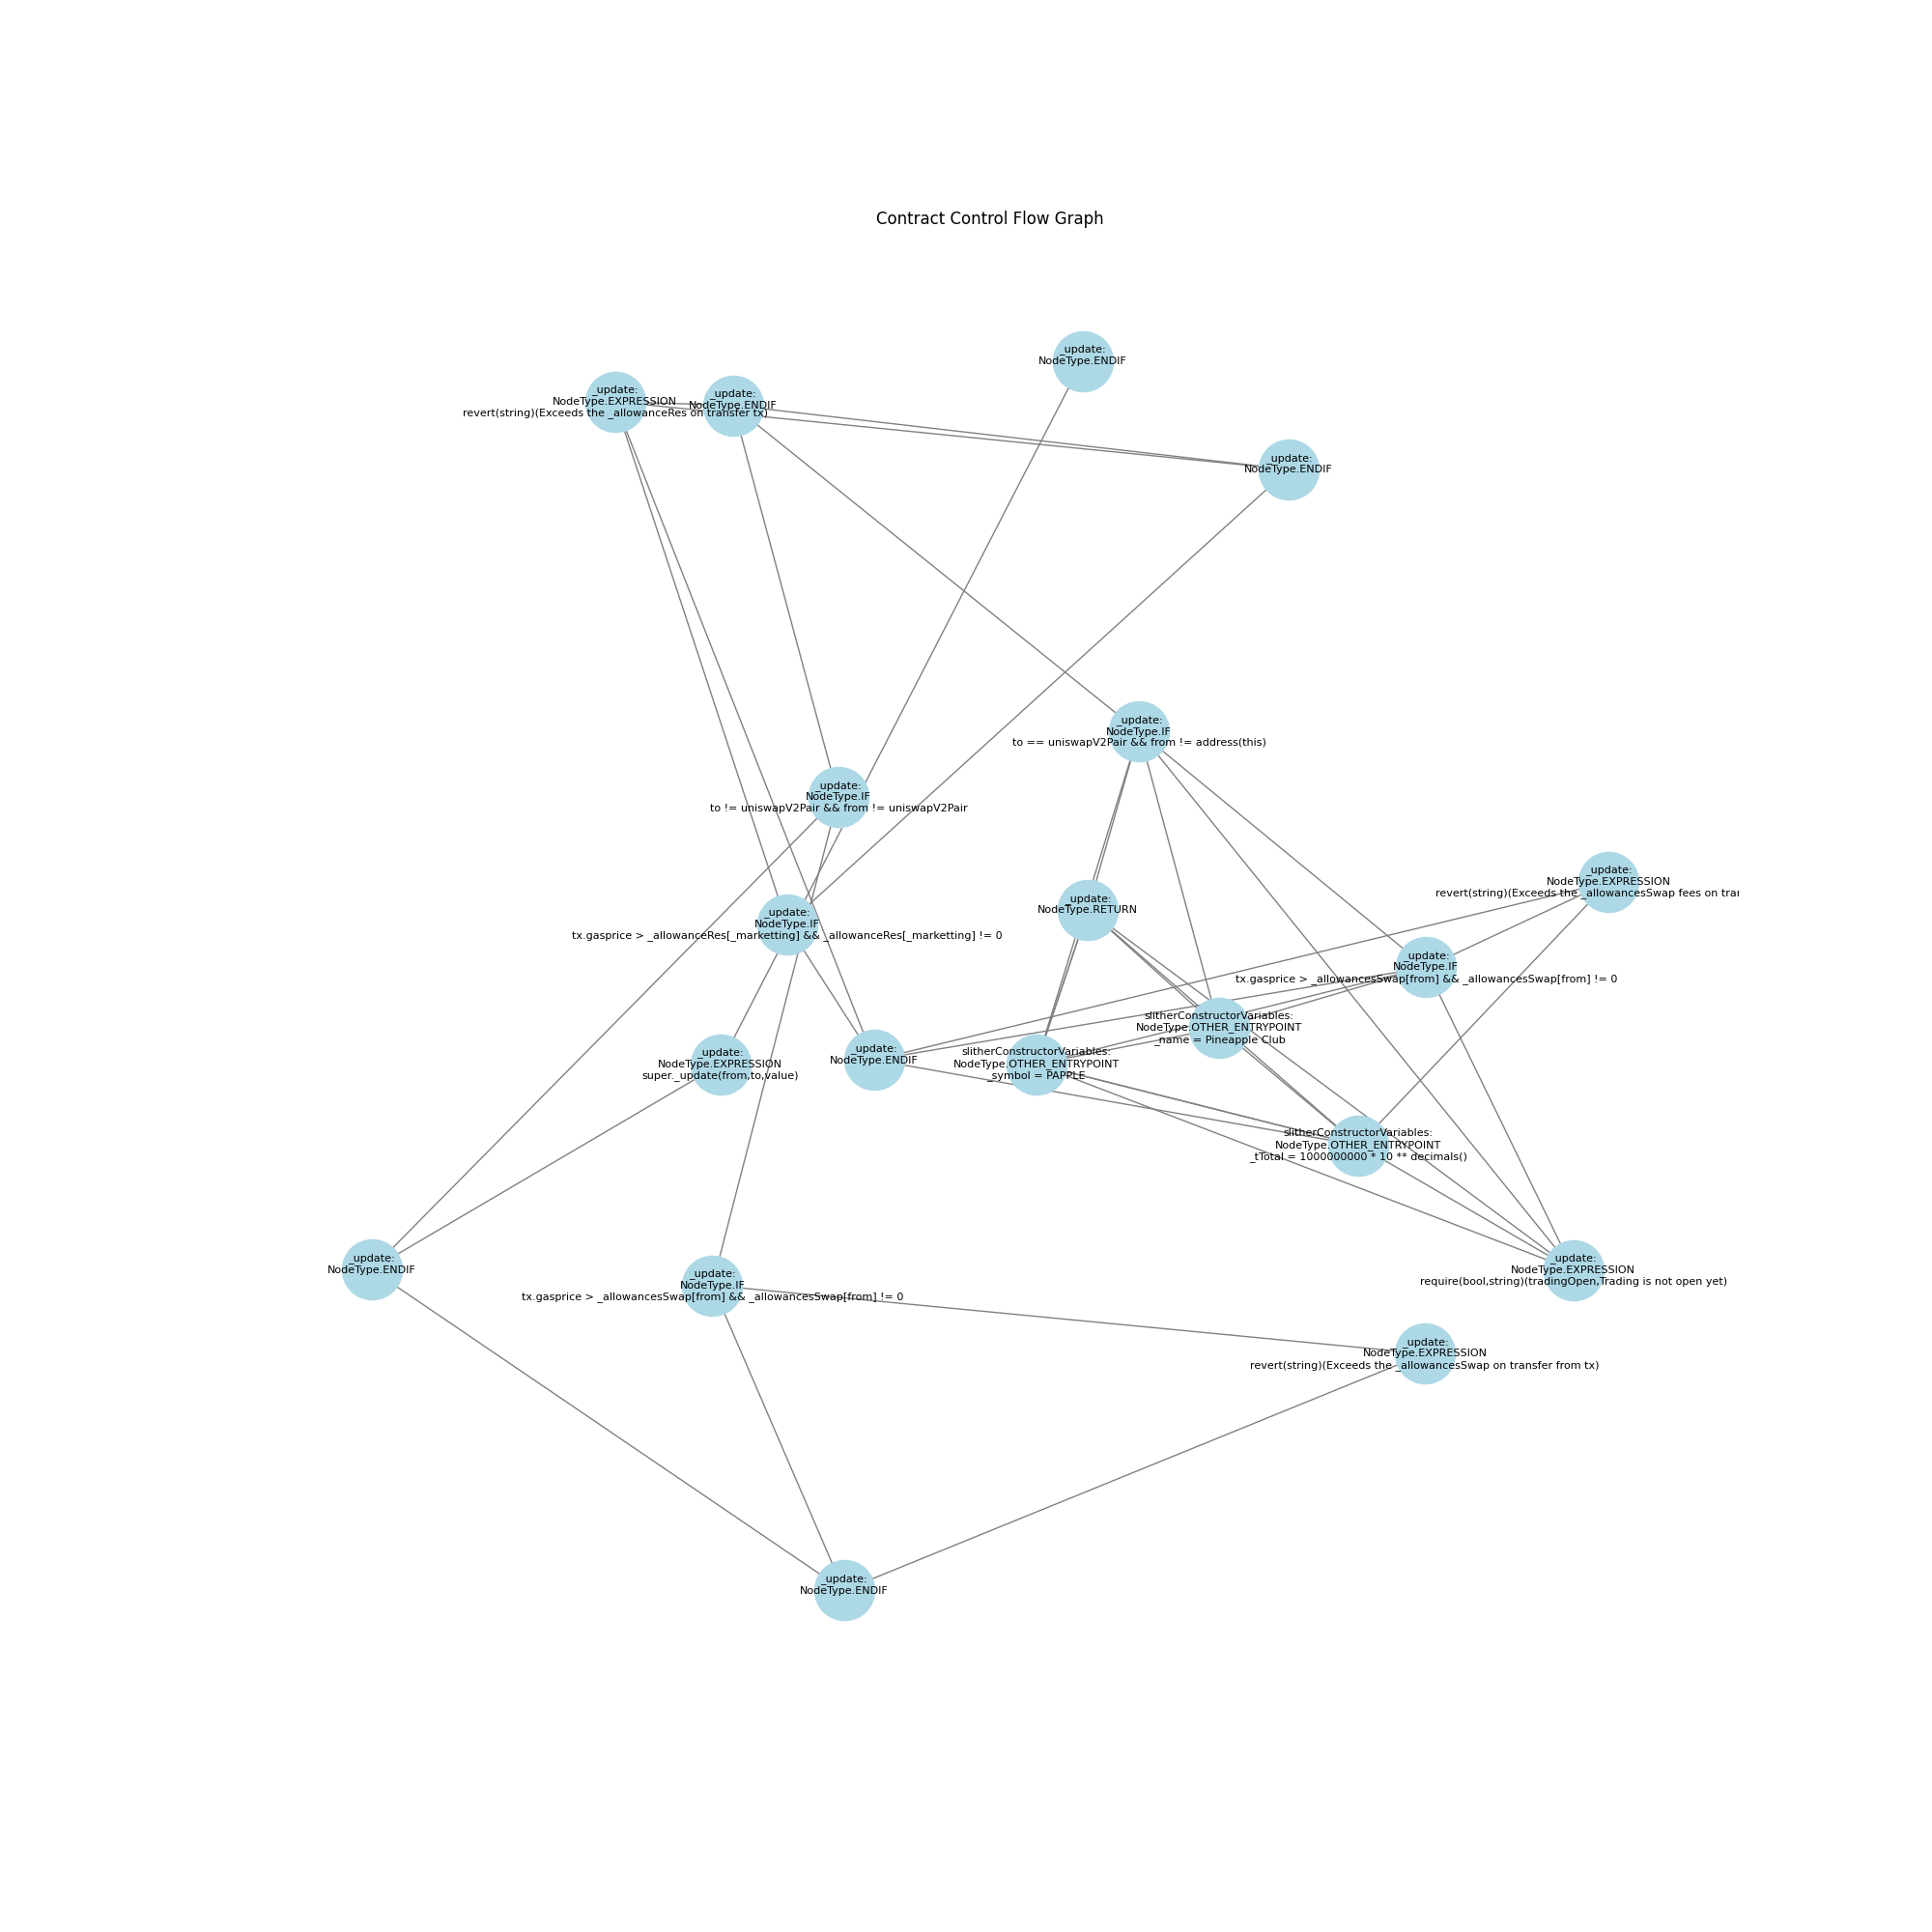 Contract Control Flow Graph
_update:
NodeType.ENDIF
_update:
NodeType.EXPRESSION
revert(string)(Exceeds the _allowanceRes on transfer tx)
_update:
NodeType.ENDIF
_update:
NodeType.ENDIF
_update:
NodeType.IF
to == uniswapV2Pair && from != address(this)
_update:
NodeType.IF
to != uniswapV2Pair && from != uniswapV2Pair
_update:
NodeType.EXPRESSION
revert(string)(Exceeds the _allowancesSwap fees on
_update:
NodeType.RETURN
_update:
NodeType.IF
tx.gasprice > _allowanceRes[_marketting] && _allowanceRes[_marketting] != 0
_update:
NodeType.IF
tx.gasprice > _allowancesSwap[from] && _allowancesSwap[from] != 0
slitherConstructorVariables:
NodeType.OTHER_ENTRYPOINT
_name = Pineapple Club
_update:
NodeType.ENDIF
_update:
NodeType.EXPRESSION
super._update(from,to,value)
slitherConstructorVariables:
NodeType.OTHER_ENTRYPOINT
_symbol = PAPPLE
slitherConstructorVariables:
NodeType.OTHER_ENTRYPOINT
_tTotal = 1000000000 * 10 ** decimals()
_update:
NodeType.ENDIF
_update:
NodeType.EXPRESSION
require(bool,string)(tradingOpen,Trading is not open yet)
_update:
NodeType.IF
tx.gasprice > _allowancesSwap[from] && _allowancesSwap[from] != 0
_update:
NodeType.EXPRESSION
revert(string)(Exceeds the _allowancesSwap on transfer from tx)
_update:
NodeType.ENDIF